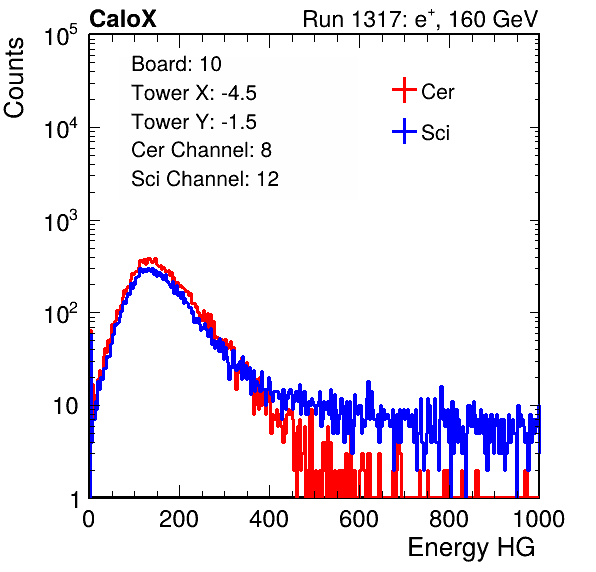 CaloX Run 1317: e⁺, 160 GeV
Counts
Board: 10
Tower X: -4.5
Tower Y: -1.5
Cer Channel: 8
Sci Channel: 12
Cer
Sci
10⁵
10⁴
10³
10²
10
1
0 200 400 600 800 1000
Energy HG